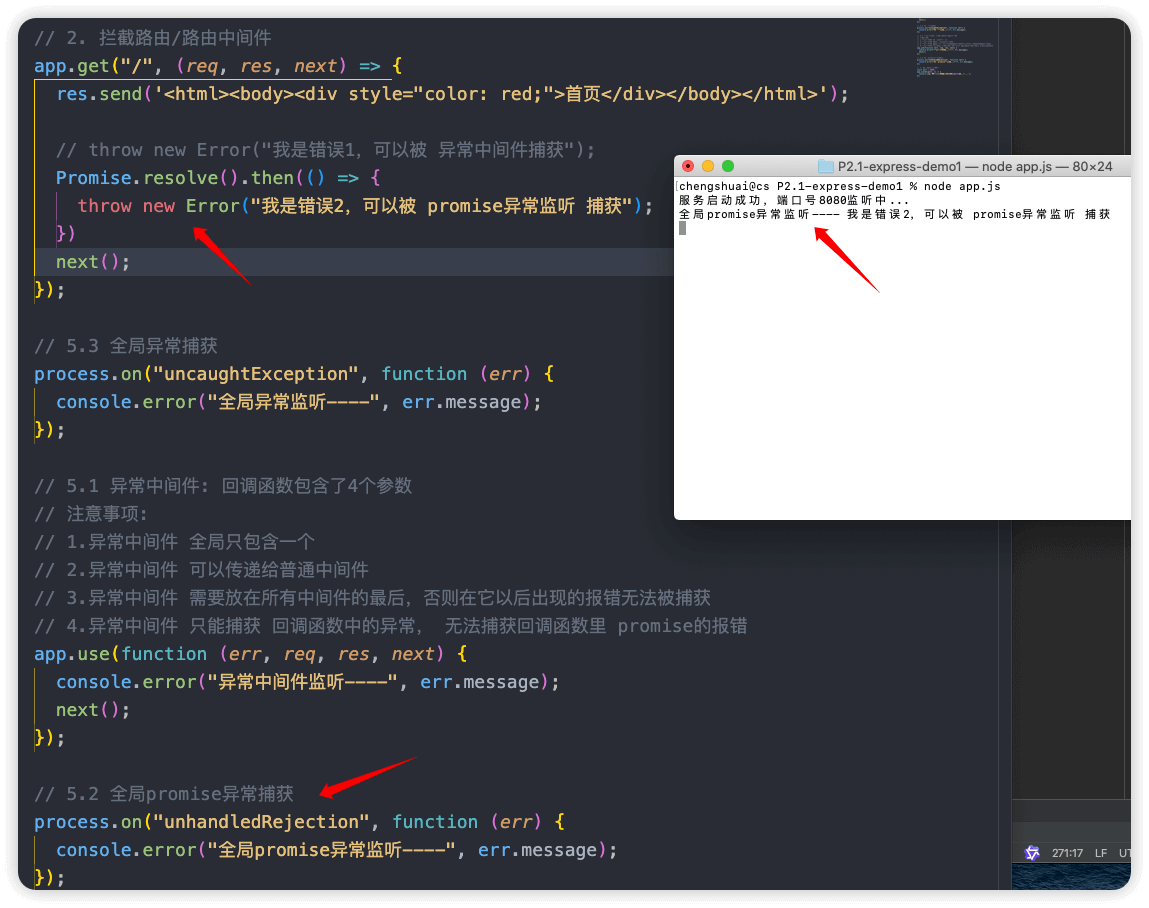 // 2. 拦截路由/路由中间件
app.get("/", (req, res, next) => {
  res.send('<html><body><div style="color: red;">首页</div></body></html>');
  // throw new Error("我是错误1，可以被 异常中间件捕获");
  Promise.resolve().then(() => {
    throw new Error("我是错误2，可以被 promise异常监听 捕获");
  })
  next();
});
// 5.3 全局异常捕获
process.on("uncaughtException", function (err) {
  console.error("全局异常监听----", err.message);
});
// 5.1 异常中间件: 回调函数包含了4个参数
// 注意事项:
// 1.异常中间件 全局只包含一个
// 2.异常中间件 可以传递给普通中间件
// 3.异常中间件 需要放在所有中间件的最后，否则在它以后出现的报错无法被捕获
// 4.异常中间件 只能捕获 回调函数中的异常， 无法捕获回调函数里 promise的报错
app.use(function (err, req, res, next) {
  console.error("异常中间件监听----", err.message);
  next();
});
// 5.2 全局promise异常捕获
process.on("unhandledRejection", function (err) {
  console.error("全局promise异常监听----", err.message);
});
P2.1-express-demo1 — node app.js — 80×24
[chengshuai@cs P2.1-express-demo1 % node app.js
服务启动成功，端口号8080监听中...
全局promise异常监听---- 我是错误2，可以被 promise异常监听 捕获
271:17 LF UT